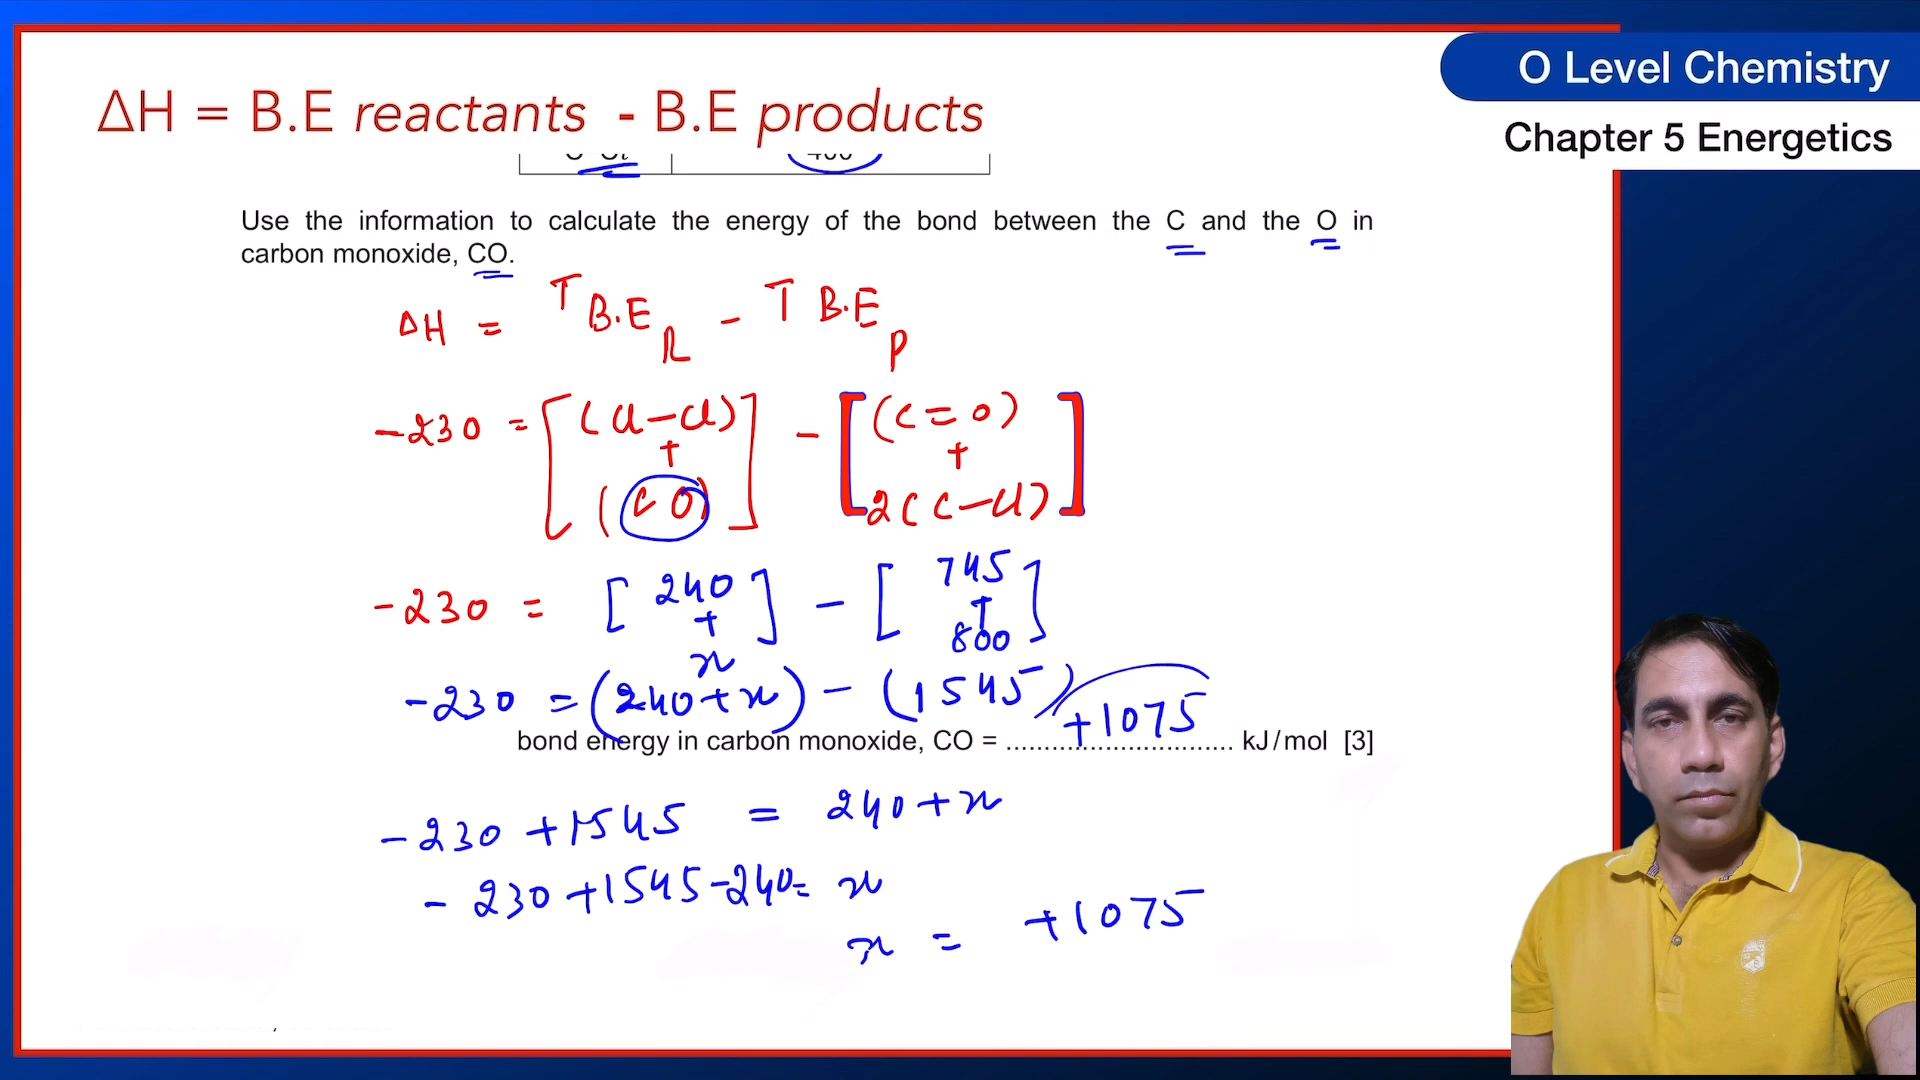 O Level Chemistry
ΔH = B.E reactants - B.E products
Chapter 5 Energetics
Use the information to calculate the energy of the bond between the C and the O in
carbon monoxide, CO.
ΔH = T B.E R - T B.E P
-230 = [(Cl-Cl) + (C O)] - [(C=O) + 2(C-Cl)]
-230 = [240 + x] - [745 + 800]
-230 = (240+x) - (1545)
+1075
bond energy in carbon monoxide, CO = .............................. kJ/mol [3]
-230 +1545 = 240+x
-230+1545-240= x
x = +1075